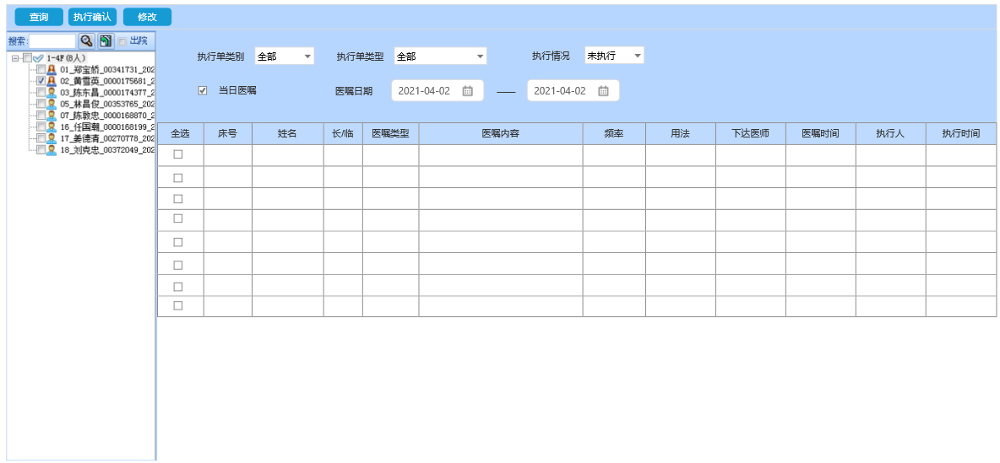 查询 执行确认 修改
搜索: 出院
1-4F(8人)
01_郑宝娇_00341731_202
02_黄雪英_0000175681_2
03_陈东昌_0000174377_2
05_林昌俊_00353765_202
07_陈敦忠_0000168870_2
16_任国朝_0000168199_2
17_姜德清_00270778_202
18_刘克忠_00372049_202
执行单类别 全部 执行单类型 全部 执行情况 未执行
当日医嘱 医嘱日期 2021-04-02 —— 2021-04-02
全选 床号 姓名 长/临 医嘱类型 医嘱内容 频率 用法 下达医师 医嘱时间 执行人 执行时间